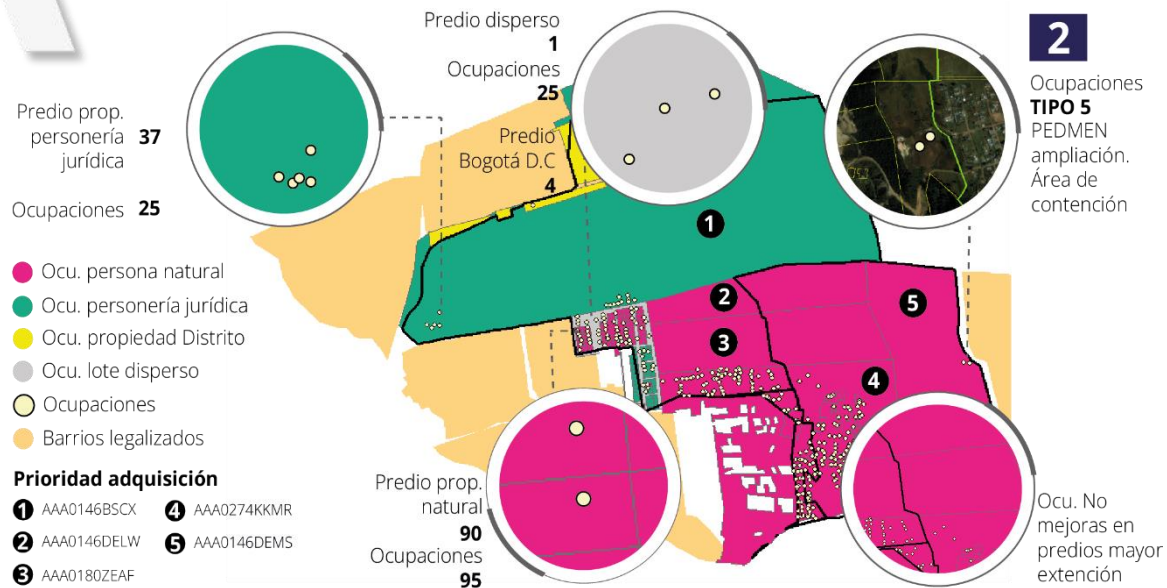 Predio prop.
personería
jurídica
37
Ocupaciones 25
Predio disperso
1
Ocupaciones
25
Predio
Bogotá D.C
4
2
Ocupaciones
TIPO 5
PEDMEN
ampliación.
Área de
contención
Ocu. persona natural
Ocu. personería jurídica
Ocu. propiedad Distrito
Ocu. lote disperso
Ocupaciones
Barrios legalizados
Prioridad adquisición
1 AAA0146BSCX
2 AAA0146DELW
3 AAA0180ZEAF
4 AAA0274KKMR
5 AAA0146DEMS
1
2
3
4
5
Predio prop.
natural
90
Ocupaciones
95
Ocu. No
mejoras en
predios mayor
extención